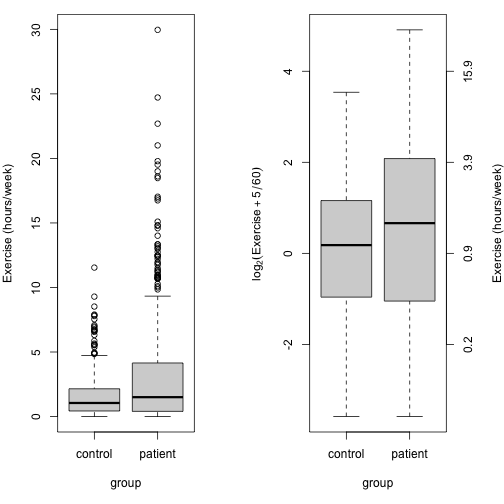 Exercise (hours/week)
30
25
20
15
10
5
0
control patient
group
log2(Exercise + 5/60)
4
2
0
-2
15.9
3.9
0.9
0.2
Exercise (hours/week)
control patient
group